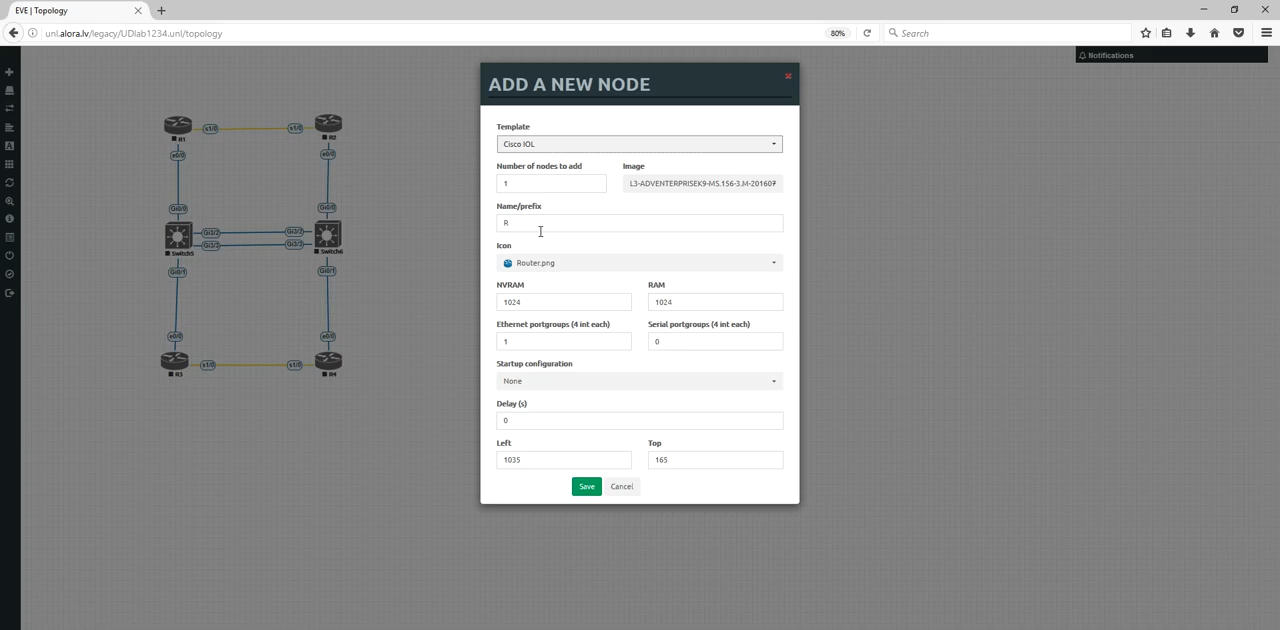 EVE | Topology
unl.alora.lv/legacy/UDlab1234.unl/topology
80%
Search
Notifications
ADD A NEW NODE
Template
Cisco IOL
Number of nodes to add
Image
1
L3-ADVENTERPRISEK9-MS.156-3.M-201607
Name/prefix
R
Icon
Router.png
NVRAM
RAM
1024
1024
Ethernet portgroups (4 int each)
Serial portgroups (4 int each)
1
0
Startup configuration
None
Delay (s)
0
Left
Top
1035
165
Save
Cancel
s1/0
s1/0
R1
R2
e0/0
e0/0
Gi0/0
Gi0/0
Gi3/2
Gi3/2
Gi3/3
Gi3/3
Switch5
Switch6
Gi0/1
Gi0/1
e0/0
e0/0
s1/0
s1/0
R3
R4